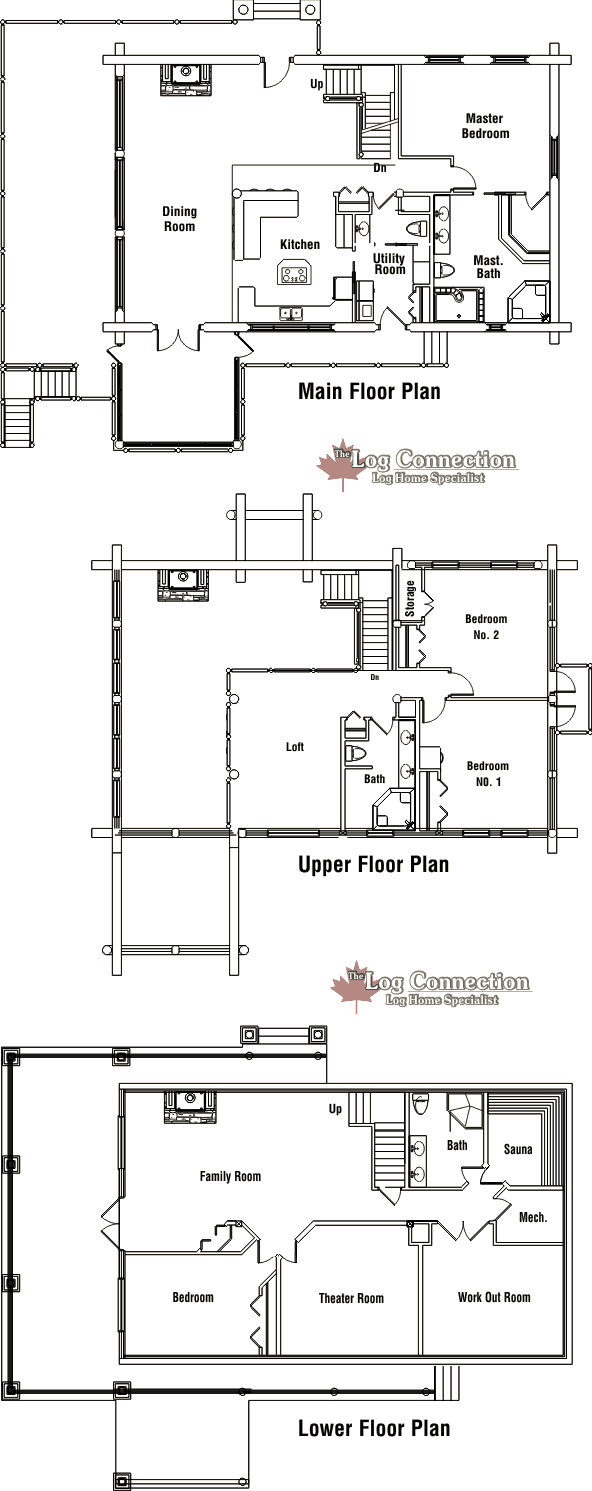 Up
Master
Bedroom
Dn
Dining
Room
Kitchen
Utility
Room
Mast.
Bath
Main Floor Plan
The Log Connection
Log Home Specialist
Storage
Bedroom
No. 2
Dn
Loft
Bath
Bedroom
NO. 1
Upper Floor Plan
The Log Connection
Log Home Specialist
Up
Bath
Sauna
Family Room
Mech.
Bedroom
Theater Room
Work Out Room
Lower Floor Plan